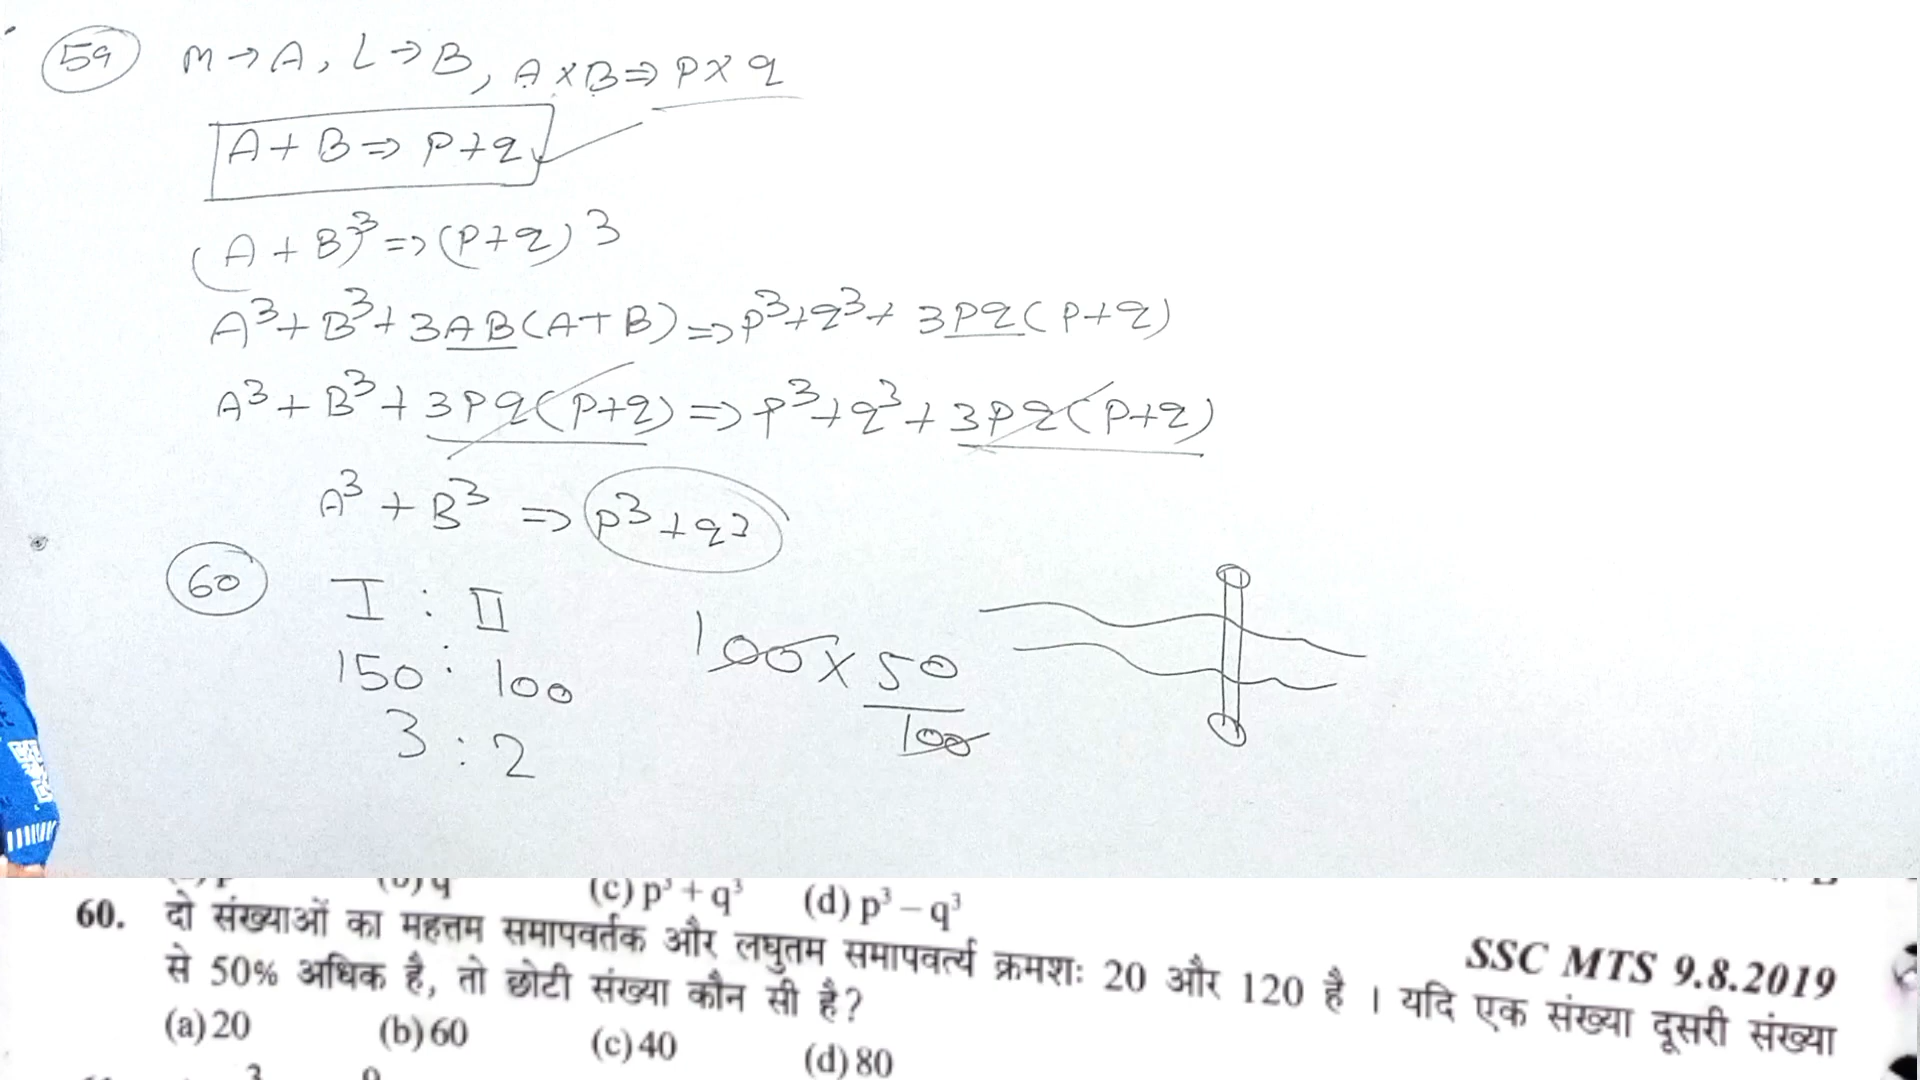 59 M→A, L→B, A×B⇒P×q
A+B⇒P+q
(A+B)³⇒(P+q)3
A³+B³+3AB(A+B)⇒P³+q³+3Pq(P+q)
A³+B³+3Pq(P+q)⇒P³+q³+3Pq(P+q)
A³+B³⇒P³+q3
60 I : II
150 : 100
100×50
100
3 : 2
(c) p³ + q³ (d) p³ – q³
SSC MTS 9.8.2019
60. दो संख्याओं का महत्तम समापवर्तक और लघुतम समापवर्त्य क्रमशः 20 और 120 है । यदि एक संख्या दूसरी संख्या
से 50% अधिक है, तो छोटी संख्या कौन सी है?
(a) 20 (b) 60 (c) 40 (d) 80